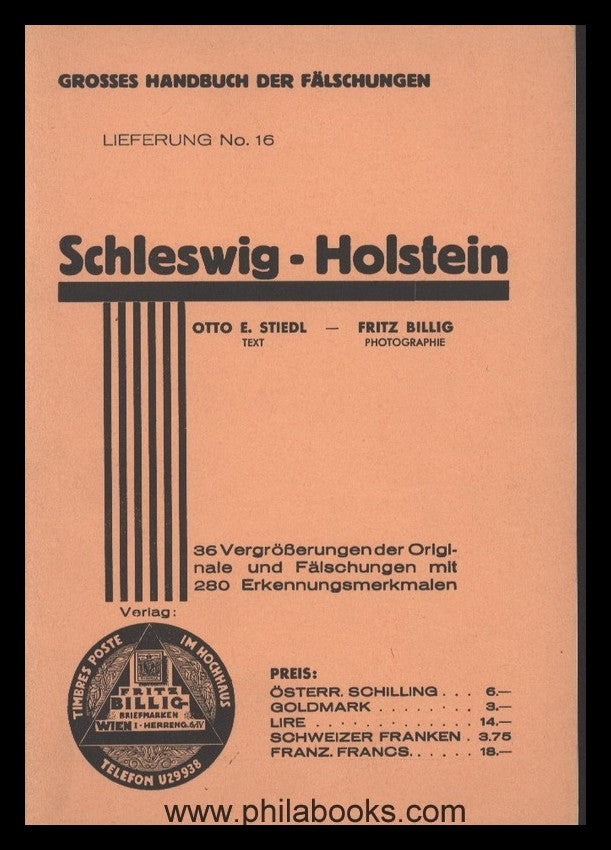 GROSSES HANDBUCH DER FÄLSCHUNGEN
LIEFERUNG No. 16
Schleswig - Holstein
OTTO E. STIEDL — FRITZ BILLIG
TEXT PHOTOGRAPHIE
36 Vergrößerungen der Origi-
nale und Fälschungen mit
280 Erkennungsmerkmalen
Verlag:
TIMBRES POSTE IM HOCHHAUS
FRITZ
BILLIG
BRIEFMARKEN
WIEN I - HERRENG. 6/IV
TELEFON U29938
PREIS:
ÖSTERR. SCHILLING . . . 6.—
GOLDMARK . . . . . . . . 3.—
LIRE . . . . . . . . . . . . . 14.—
SCHWEIZER FRANKEN . 3.75
FRANZ. FRANCS. . . . . . 18.—
www.philabooks.com